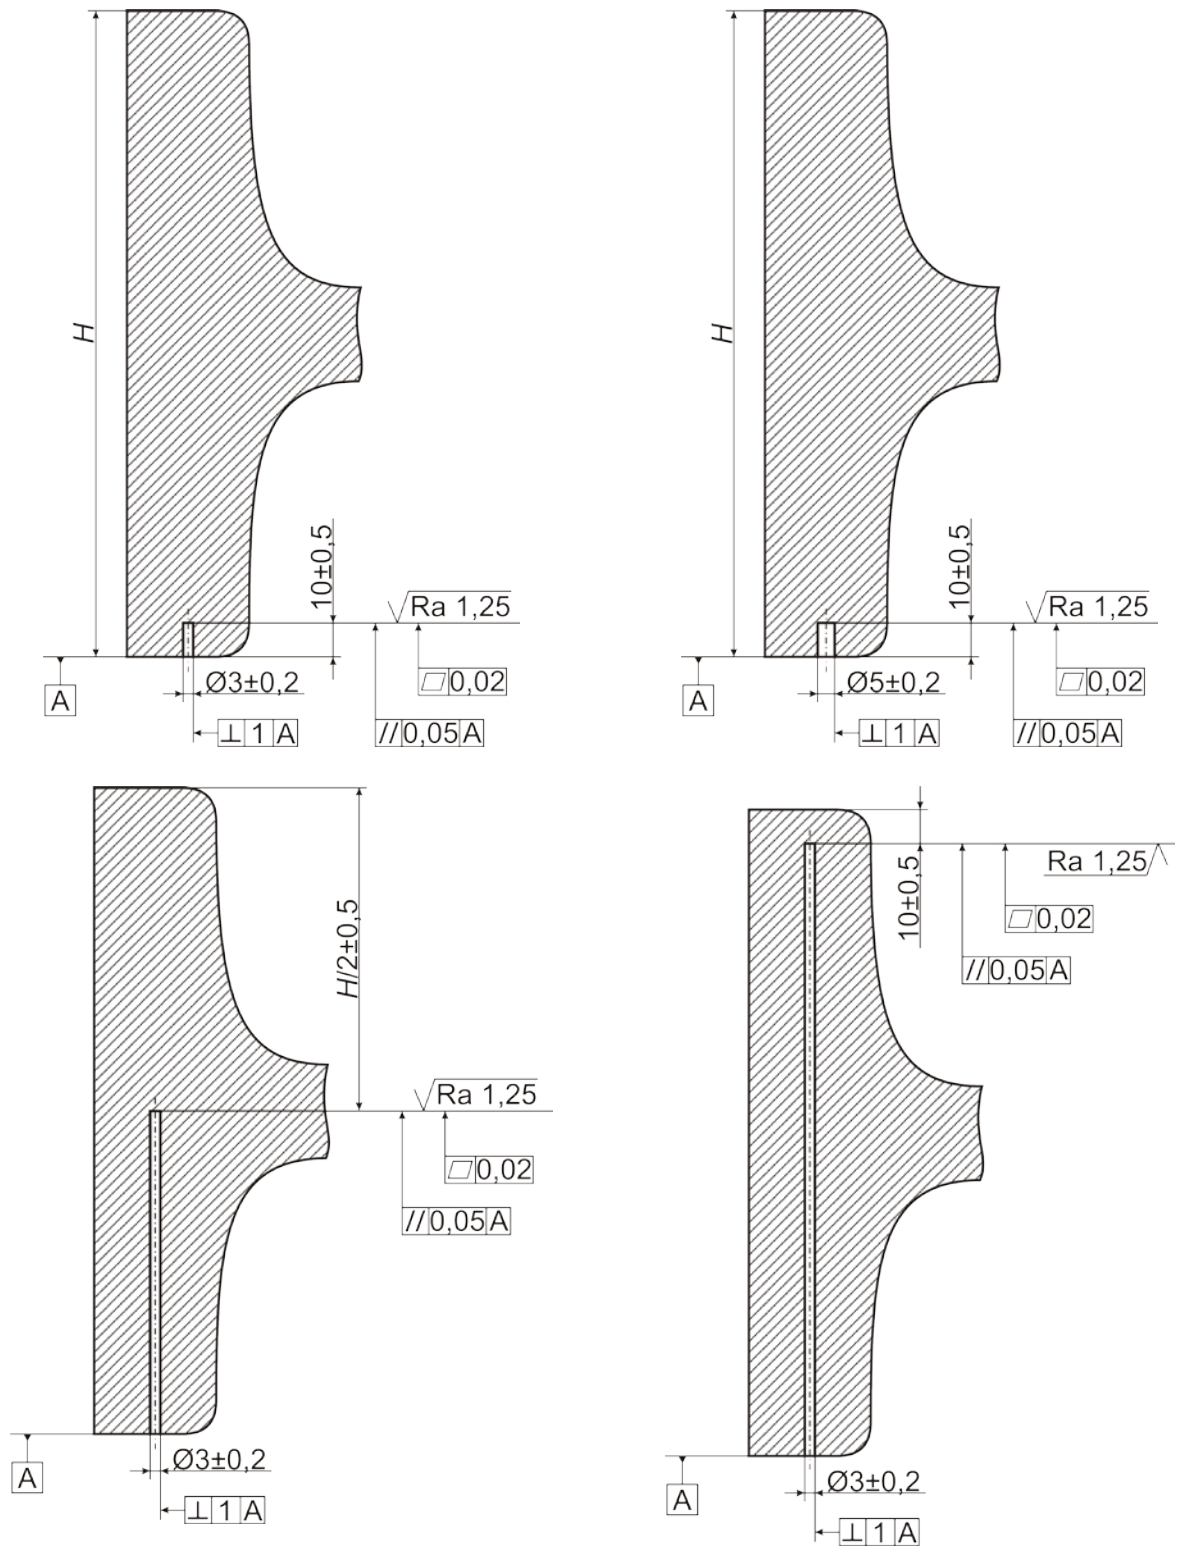 H
10±0,5
Ra 1,25
A
Ø3±0,2
⏥ 0,02
⊥ 1 A
// 0,05 A
H
10±0,5
Ra 1,25
A
Ø5±0,2
⏥ 0,02
⊥ 1 A
// 0,05 A
H/2±0,5
Ra 1,25
⏥ 0,02
// 0,05 A
A
Ø3±0,2
⊥ 1 A
10±0,5
Ra 1,25
⏥ 0,02
// 0,05 A
A
Ø3±0,2
⊥ 1 A